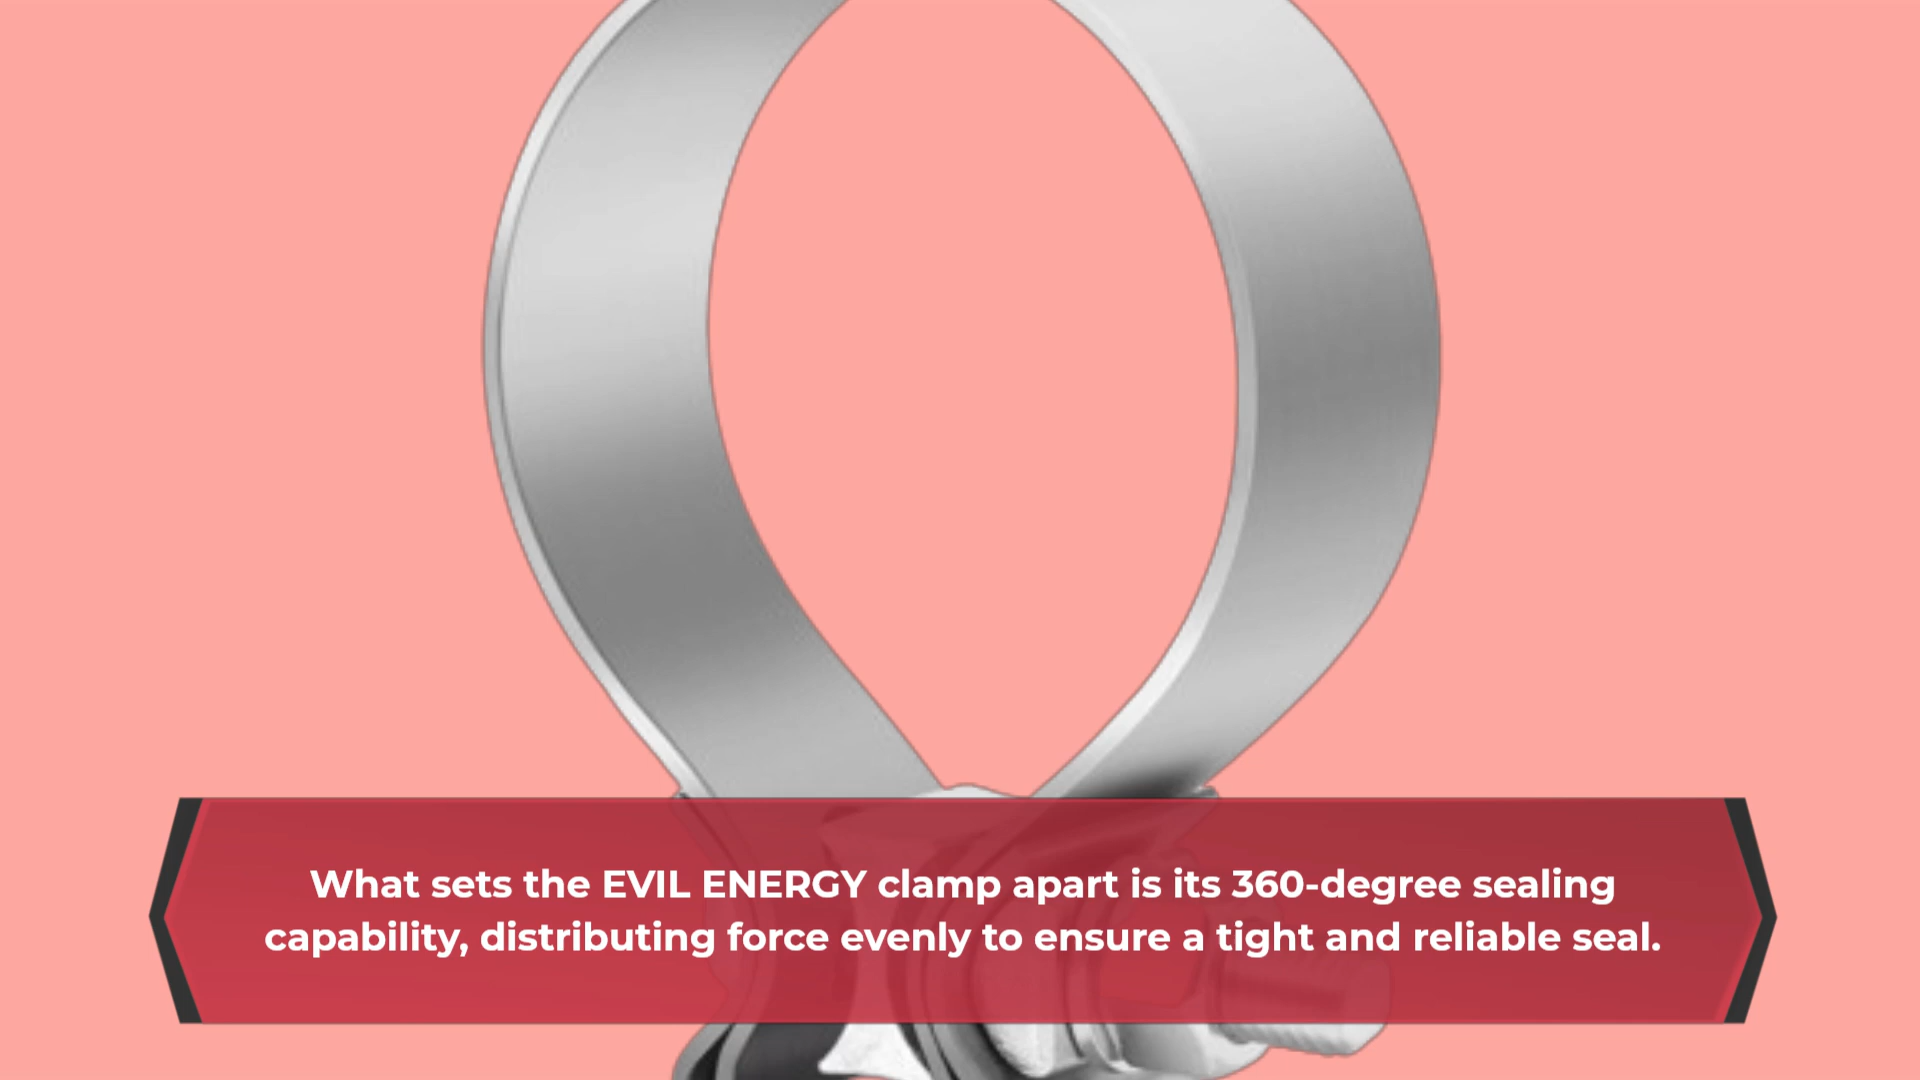 What sets the EVIL ENERGY clamp apart is its 360-degree sealing
capability, distributing force evenly to ensure a tight and reliable seal.